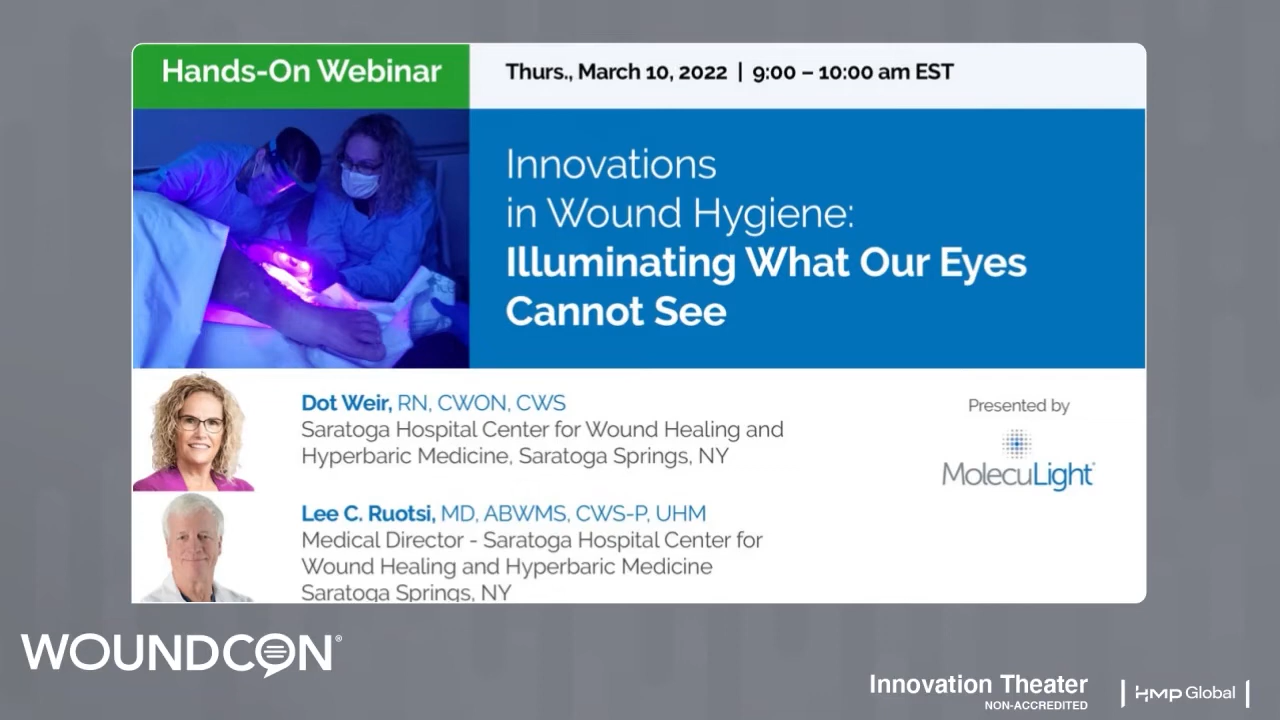 Hands-On Webinar
Thurs., March 10, 2022 | 9:00 – 10:00 am EST
Innovations
in Wound Hygiene:
Illuminating What Our Eyes
Cannot See
Dot Weir, RN, CWON, CWS
Saratoga Hospital Center for Wound Healing and
Hyperbaric Medicine, Saratoga Springs, NY
Presented by
MolecuLight®
Lee C. Ruotsi, MD, ABWMS, CWS-P, UHM
Medical Director - Saratoga Hospital Center for
Wound Healing and Hyperbaric Medicine
Saratoga Springs, NY
WOUNDCON®
Innovation Theater
NON-ACCREDITED
HMP Global